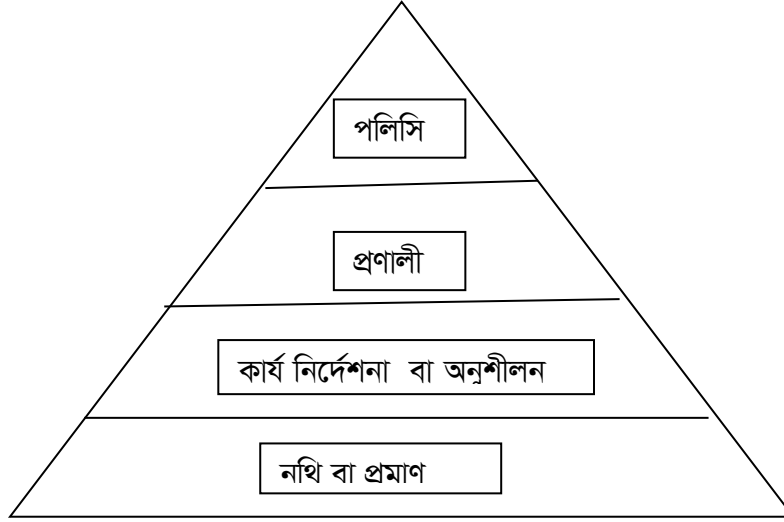 পলিসি
প্রণালী
কার্য নির্দেশনা বা অনুশীলন
নথি বা প্রমাণ